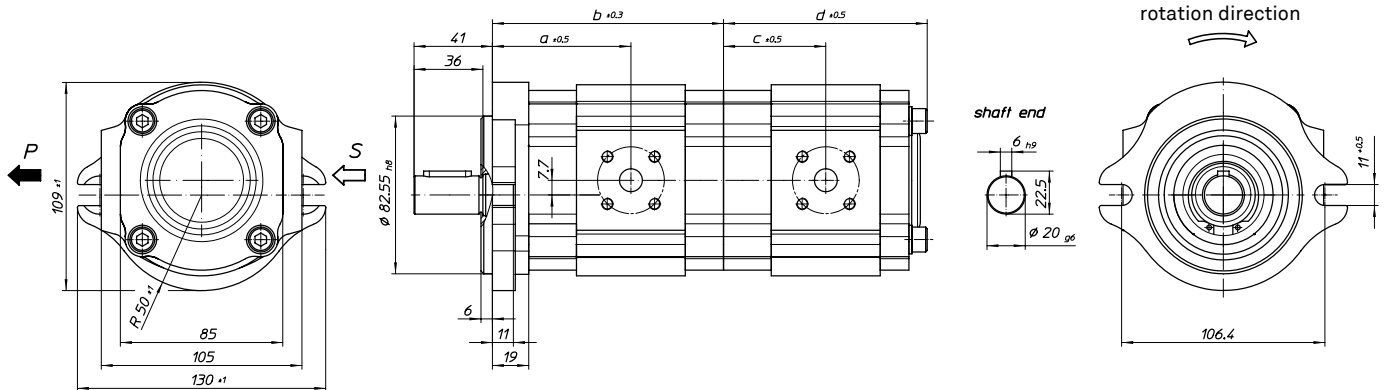 P
S
109 ±1
R 50 ±1
85
105
130 ±1
b ±0.3
d ±0.5
41
a ±0.5
c ±0.5
36
ø 82.55 h8
7.7
6
11
19
shaft end
6 h9
22.5
ø 20 g6
rotation direction
11 +0.5
106.4